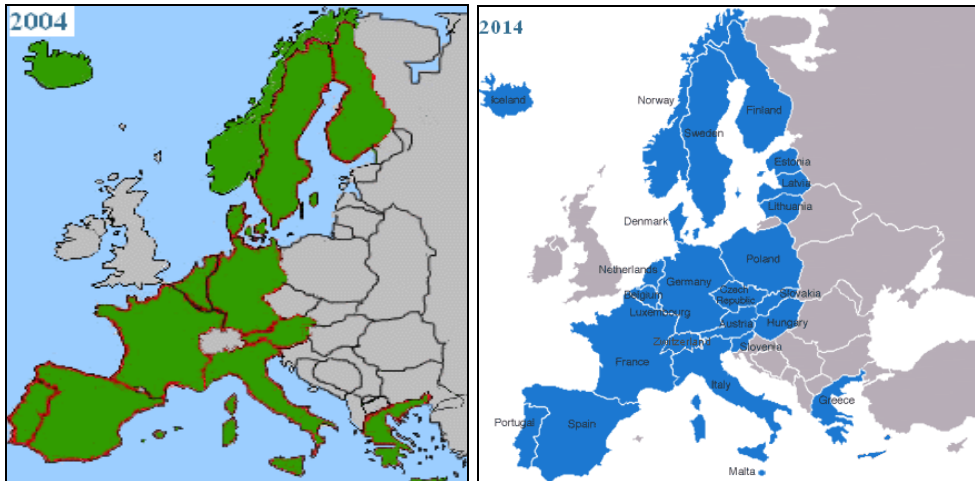 2004
2014
Iceland
Norway
Finland
Sweden
Estonia
Latvia
Lithuania
Denmark
Netherlands
Poland
Germany
Belgium
Czech
Republic
Slovakia
Luxembourg
Austria
Hungary
Zwitzerland
Slovenia
France
Italy
Greece
Portugal
Spain
Malta